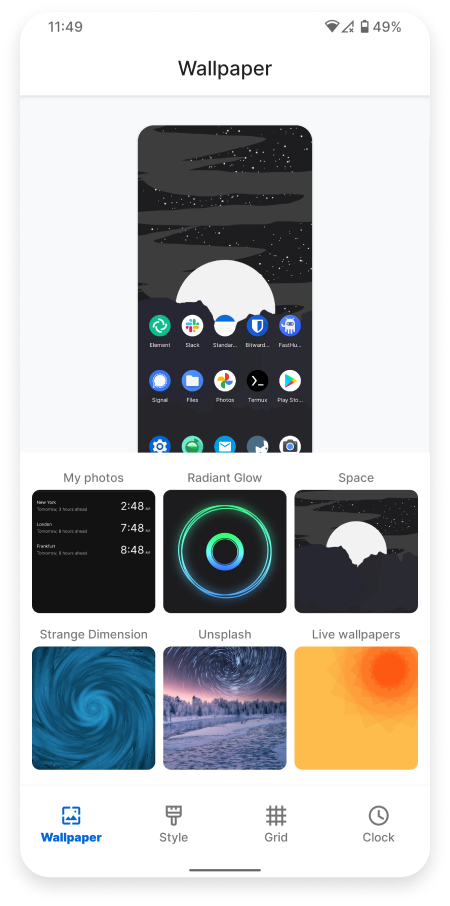 11:49 49%
Wallpaper
Element Slack Standar... Bitward... FastHu...
Signal Files Photos Termux Play Sto...
My photos Radiant Glow Space
New York
Tomorrow, 3 hours ahead 2:48 AM
London
Tomorrow, 8 hours ahead 7:48 AM
Frankfurt
Tomorrow, 9 hours ahead 8:48 AM
Strange Dimension Unsplash Live wallpapers
Wallpaper Style Grid Clock